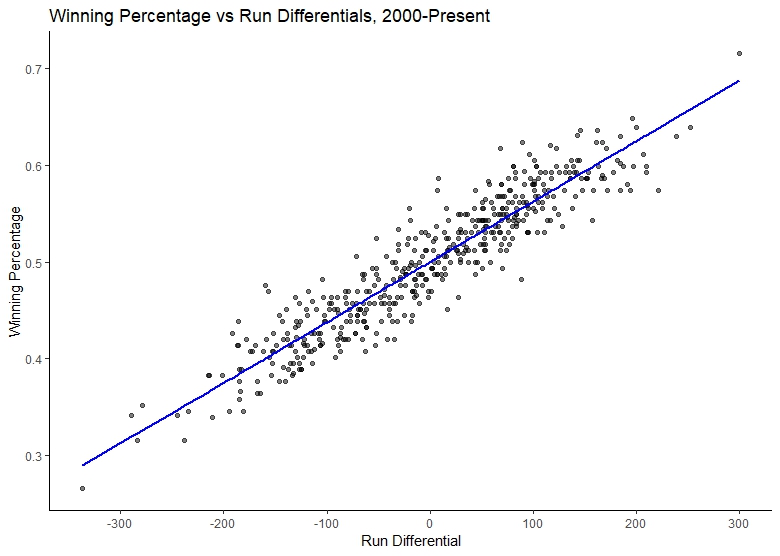 Winning Percentage vs Run Differentials, 2000-Present
Winning Percentage
0.7
0.6
0.5
0.4
0.3
-300 -200 -100 0 100 200 300
Run Differential